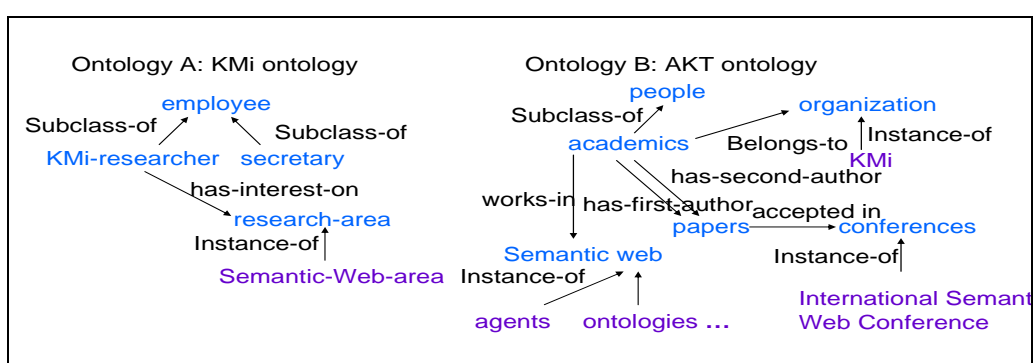 Ontology A: KMi ontology
employee
Subclass-of
Subclass-of
KMi-researcher
secretary
has-interest-on
research-area
Instance-of
Semantic-Web-area
Ontology B: AKT ontology
people
organization
Subclass-of
Instance-of
academics
Belongs-to
KMi
has-second-author
works-in
has-first-author
accepted in
papers
conferences
Semantic web
Instance-of
Instance-of
agents
ontologies ...
International Semant
Web Conference